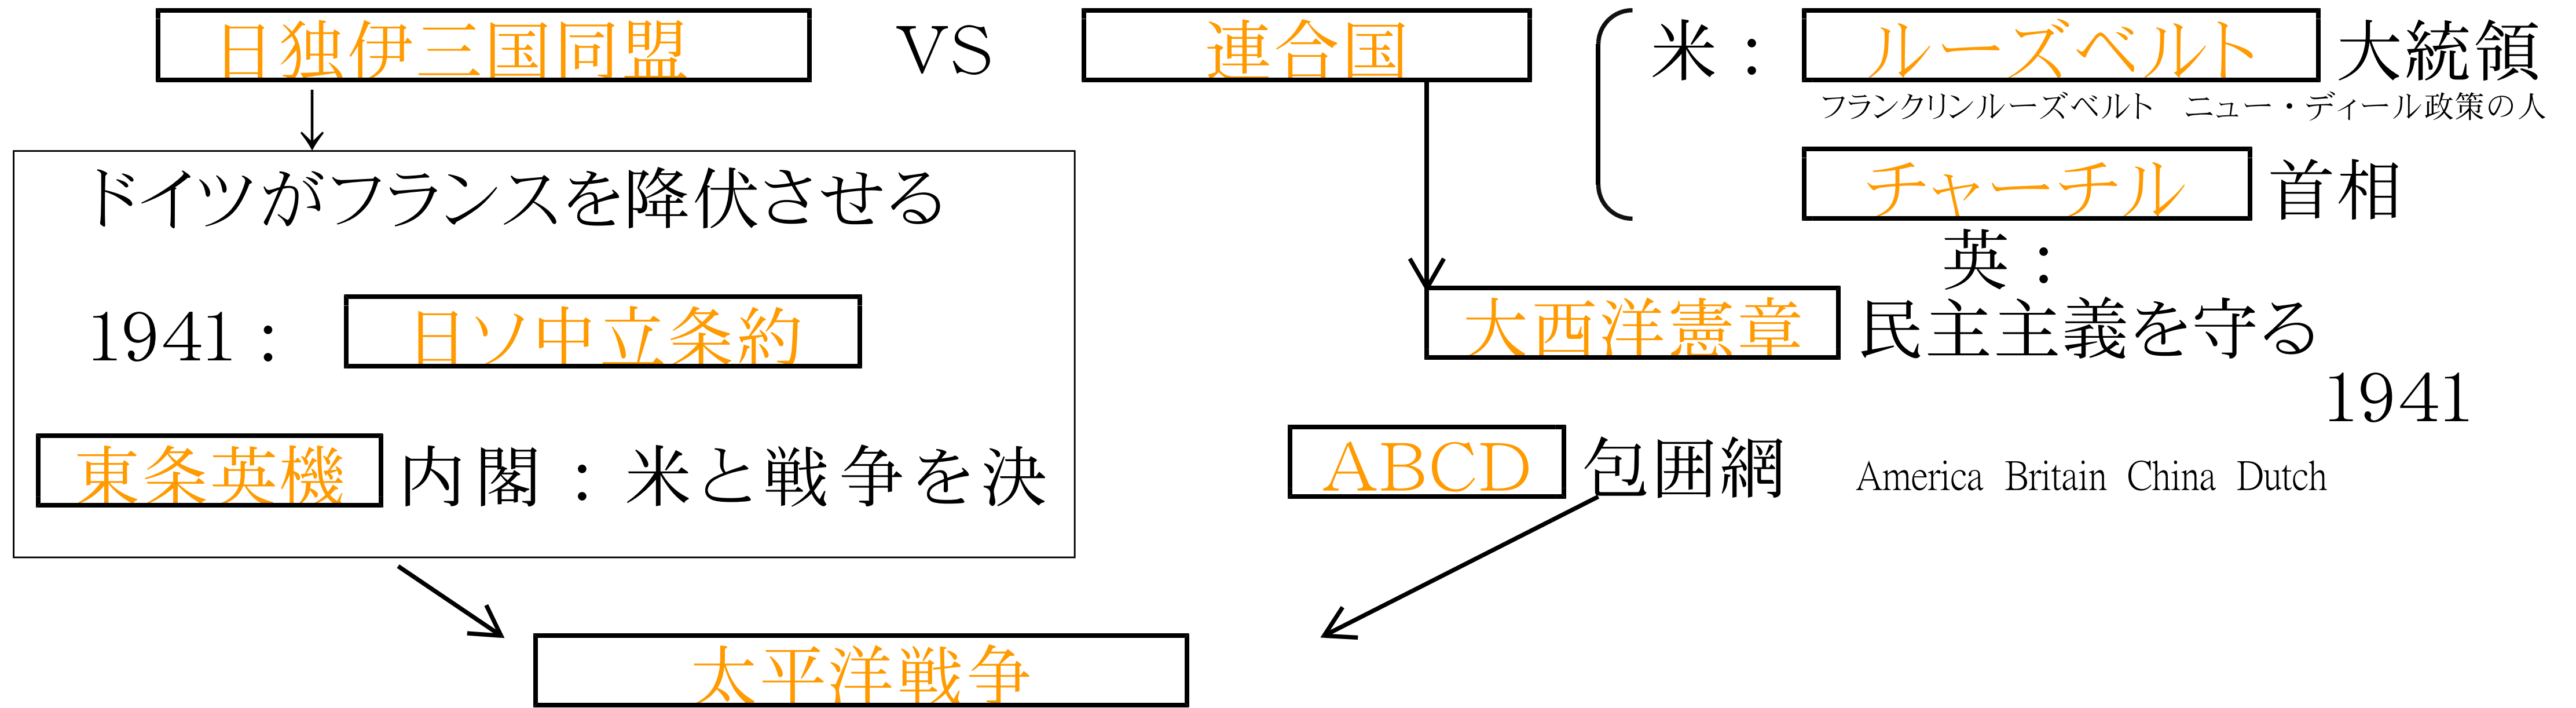 日独伊三国同盟 VS 連合国 米：ルーズベルト大統領
フランクリンルーズベルト ニュー・ディール政策の人
チャーチル首相
英：
ドイツがフランスを降伏させる
1941：日ソ中立条約
東条英機内閣：米と戦争を決
大西洋憲章民主主義を守る
1941
ABCD包囲網 America Britain China Dutch
太平洋戦争